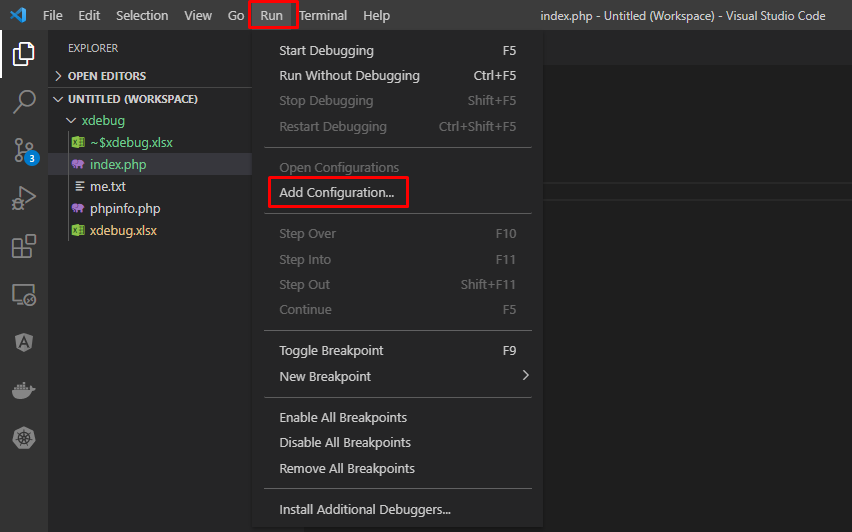 File Edit Selection View Go Run Terminal Help index.php - Untitled (Workspace) - Visual Studio Code
EXPLORER
OPEN EDITORS
UNTITLED (WORKSPACE)
xdebug
~$xdebug.xlsx
index.php
me.txt
phpinfo.php
xdebug.xlsx
3
Start Debugging F5
Run Without Debugging Ctrl+F5
Stop Debugging Shift+F5
Restart Debugging Ctrl+Shift+F5
Open Configurations
Add Configuration...
Step Over F10
Step Into F11
Step Out Shift+F11
Continue F5
Toggle Breakpoint F9
New Breakpoint
Enable All Breakpoints
Disable All Breakpoints
Remove All Breakpoints
Install Additional Debuggers...